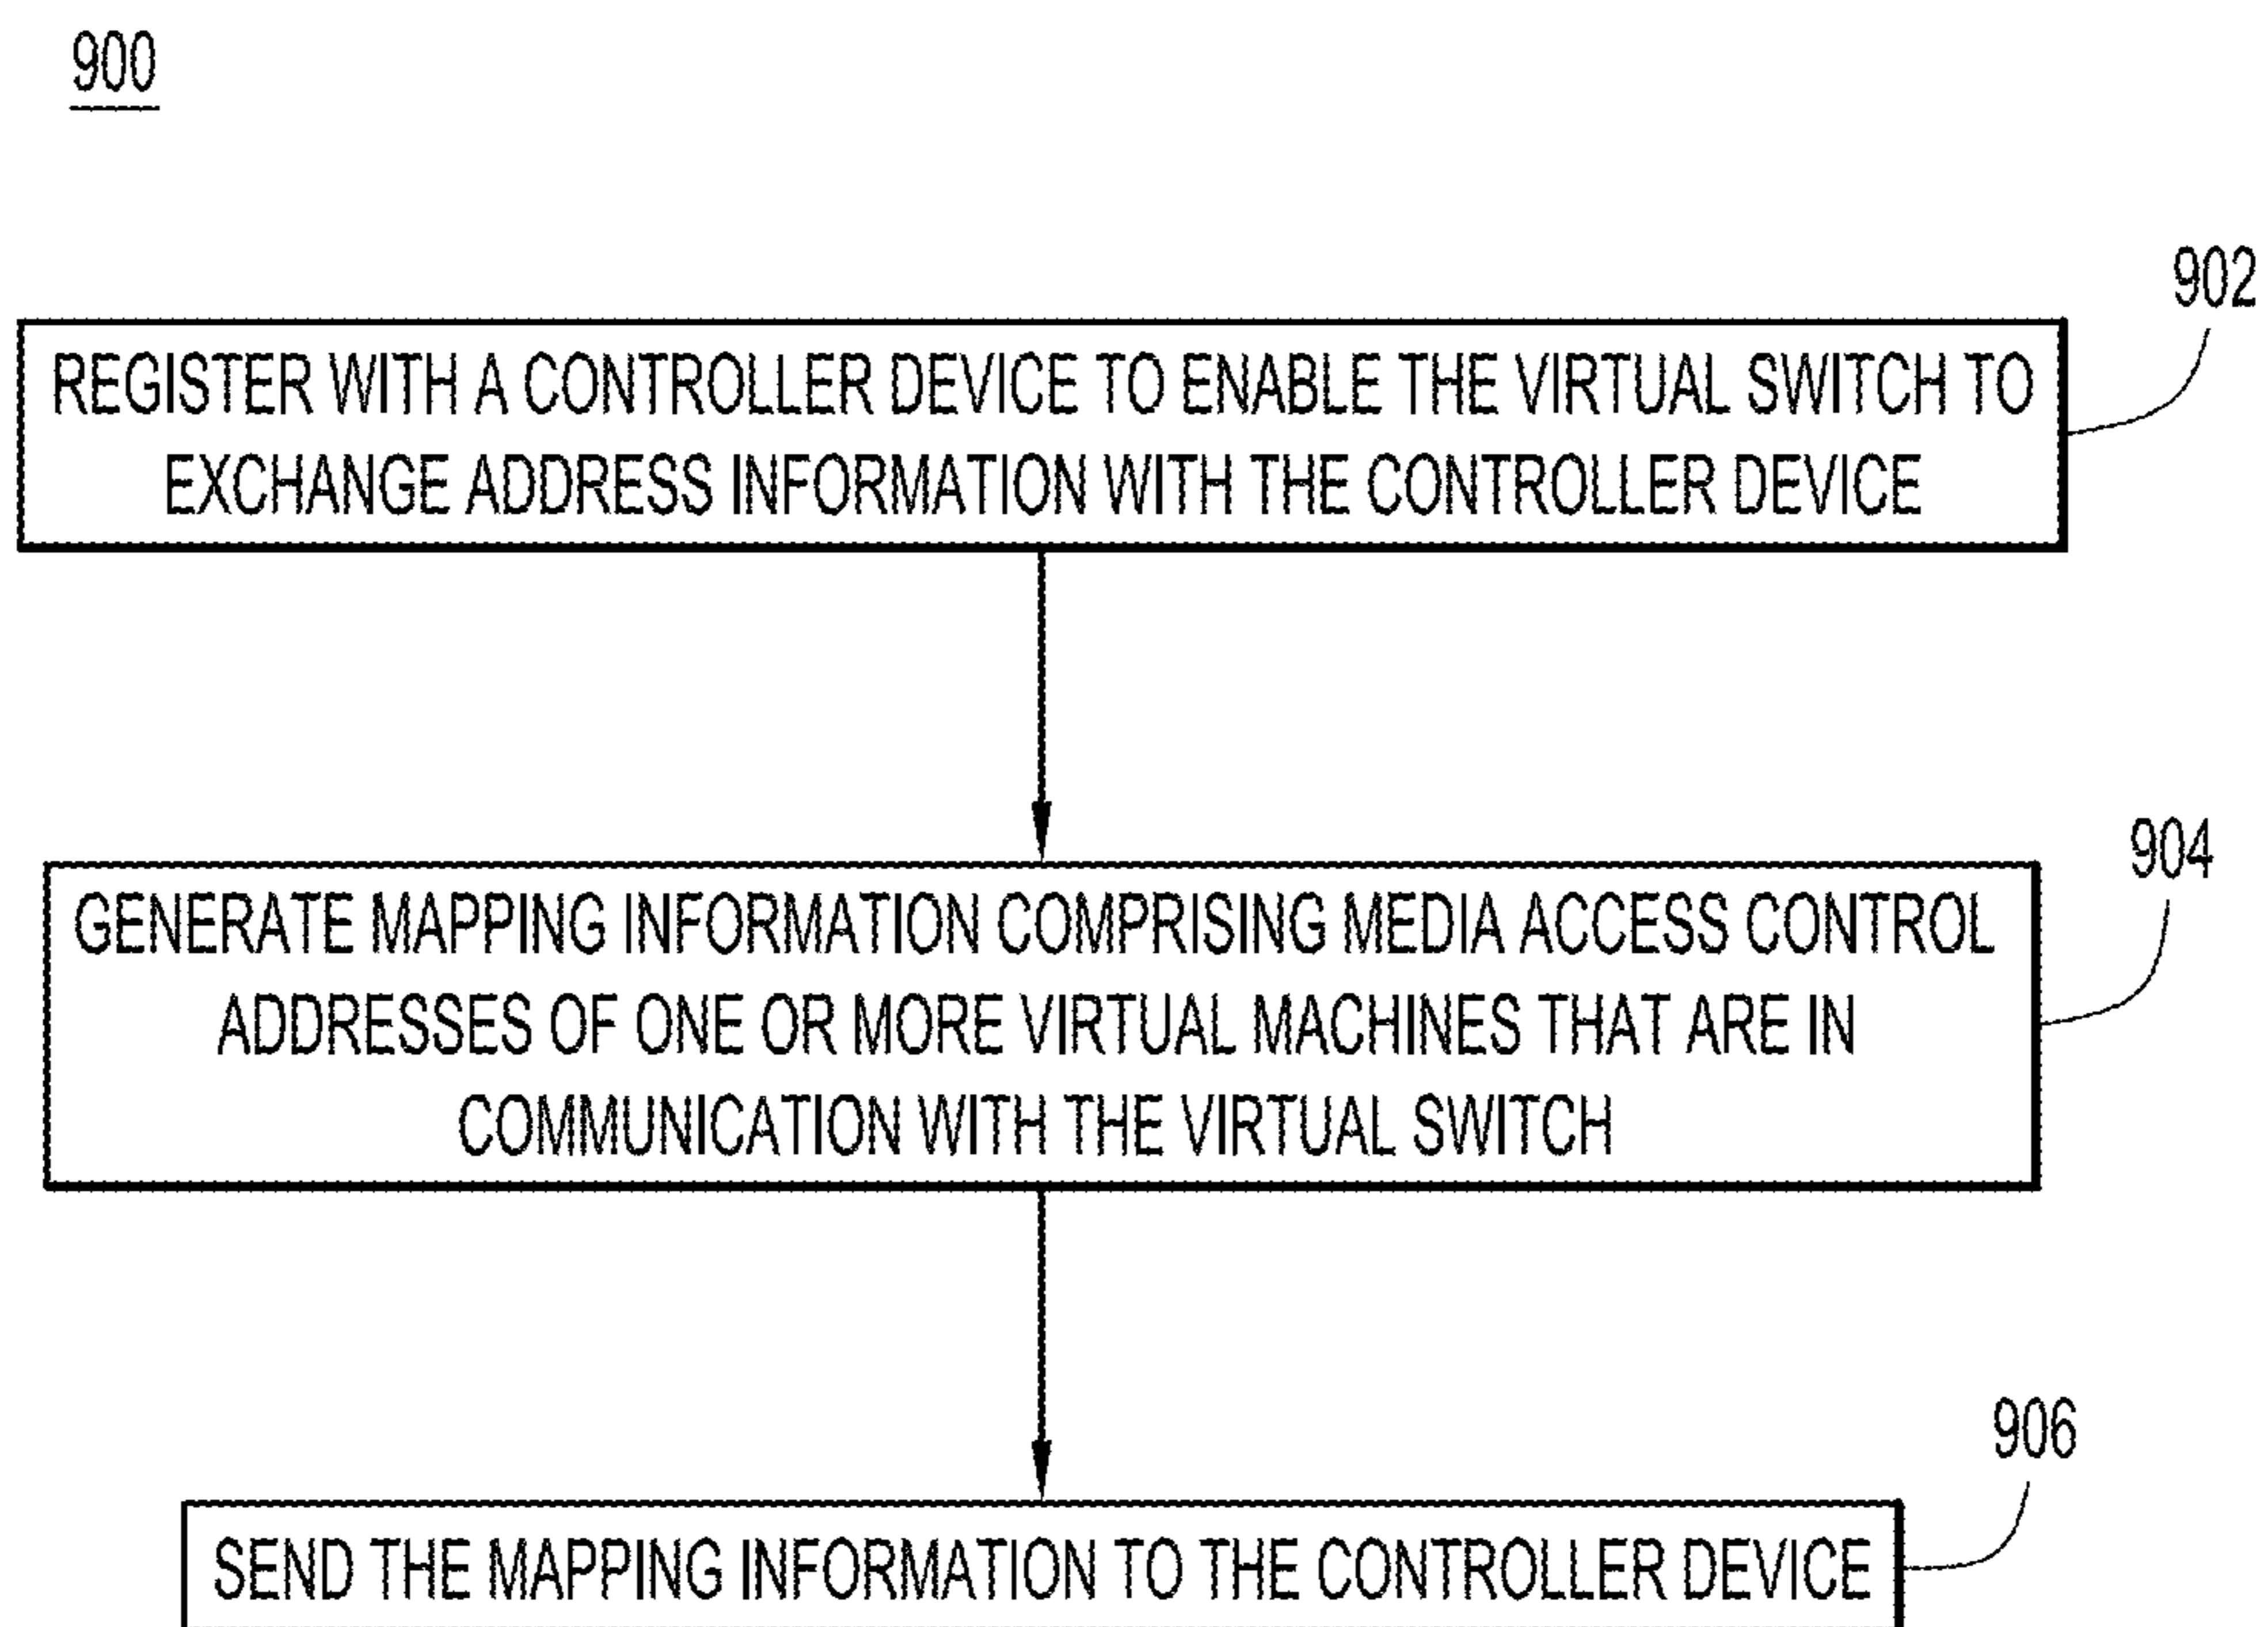 900
902
REGISTER WITH A CONTROLLER DEVICE TO ENABLE THE VIRTUAL SWITCH TO
EXCHANGE ADDRESS INFORMATION WITH THE CONTROLLER DEVICE
904
GENERATE MAPPING INFORMATION COMPRISING MEDIA ACCESS CONTROL
ADDRESSES OF ONE OR MORE VIRTUAL MACHINES THAT ARE IN
COMMUNICATION WITH THE VIRTUAL SWITCH
906
SEND THE MAPPING INFORMATION TO THE CONTROLLER DEVICE